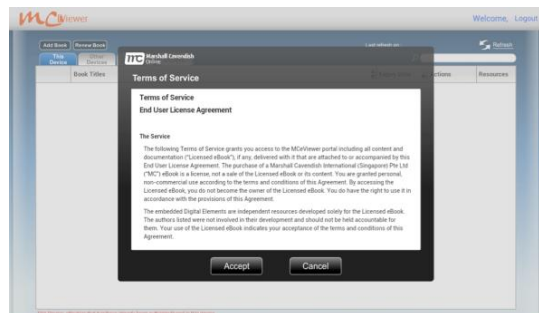 MCeViewer
Welcome, Logout
Add Book Renew Book
Last refresh on:
Refresh
This Device
Other Devices
Book Titles
Actions
Resources
MC Marshall Cavendish
Online
Terms of Service
Terms of Service
End User License Agreement
The Service
The following Terms of Service grants you access to the MCeViewer portal including all content and
documentation ("Licensed eBook"), if any, delivered with it that are attached to or accompanied by this
End User License Agreement. The purchase of a Marshall Cavendish International (Singapore) Pte Ltd
("MC") eBook is a license, not a sale of the Licensed eBook or its content. You are granted personal,
non-commercial use according to the terms and conditions of this Agreement. By accessing the
Licensed eBook, you do not become the owner of the Licensed eBook. You do have the right to use it in
accordance with the provisions of this Agreement.
The embedded Digital Elements are independent resources developed solely for the Licensed eBook.
The authors listed were not involved in their development and should not be held accountable for
them. Your use of the Licensed eBook indicates your acceptance of the terms and conditions of this
Agreement.
Accept
Cancel